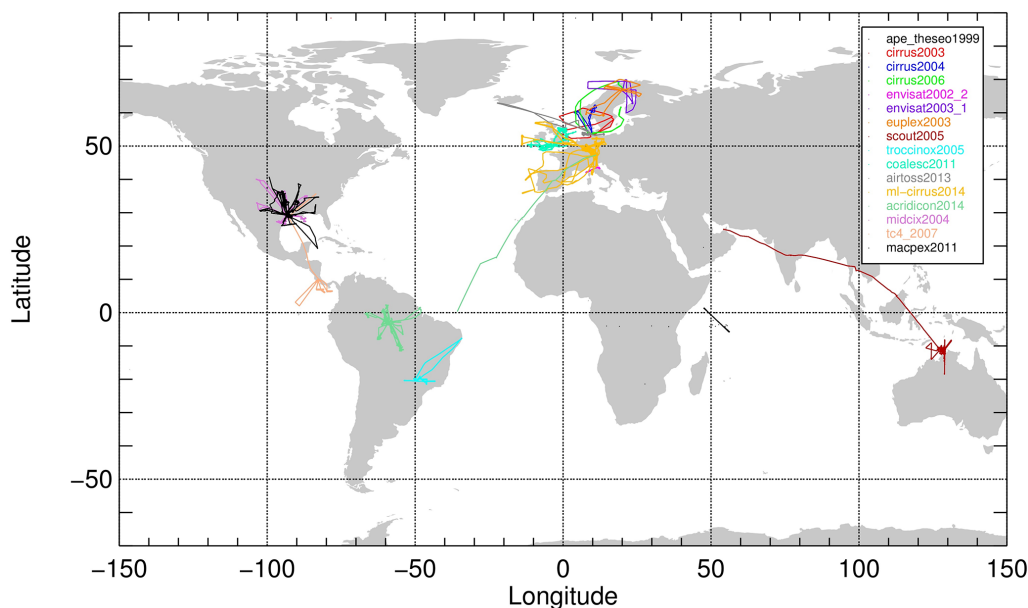 ape_theseo1999
cirrus2003
cirrus2004
cirrus2006
envisat2002_2
envisat2003_1
euplex2003
scout2005
troccinox2005
coalesc2011
airtoss2013
ml-cirrus2014
acridicon2014
midcix2004
tc4_2007
macpex2011
50
0
−50
Latitude
−150 −100 −50 0 50 100 150
Longitude